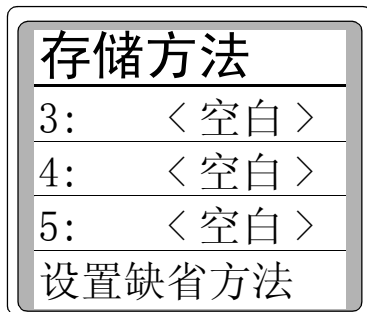 存储方法
3: < 空白 >
4: < 空白 >
5: < 空白 >
设置缺省方法